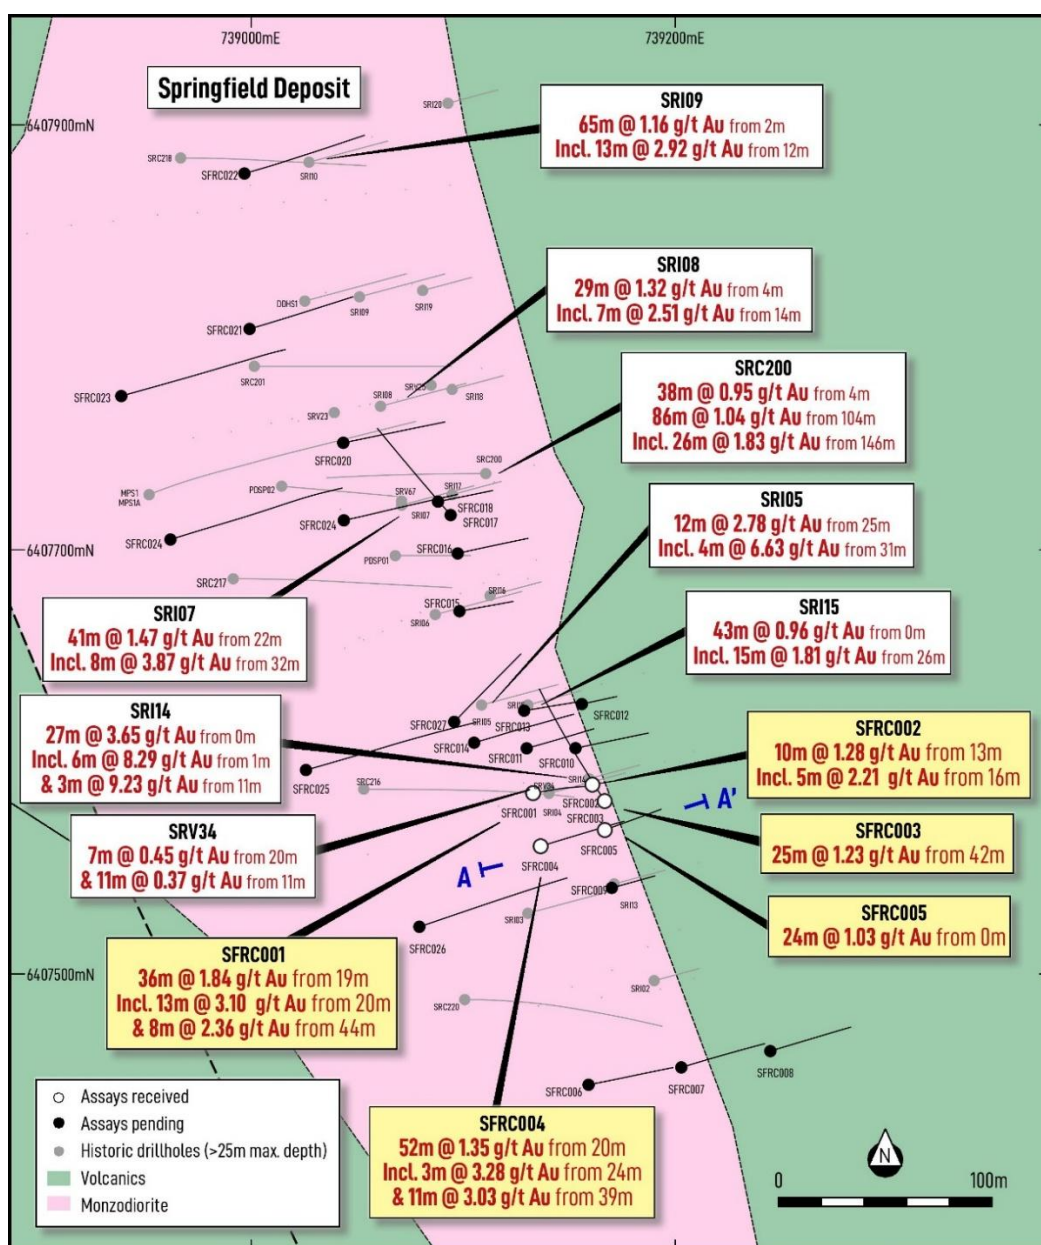 739000mE
739200mE
Springfield Deposit
SRI20
6407900mN
SRI09
65m @ 1.16 g/t Au from 2m
Incl. 13m @ 2.92 g/t Au from 12m
SRC218
SFRC022
SRI10
SRI08
29m @ 1.32 g/t Au from 4m
Incl. 7m @ 2.51 g/t Au from 14m
DDHS1
SRI09
SRI19
SFRC021
SRC201
SRC200
38m @ 0.95 g/t Au from 4m
86m @ 1.04 g/t Au from 104m
Incl. 26m @ 1.83 g/t Au from 146m
SFRC023
SRV25
SRI08
SRI18
SRV23
SFRC020
SRC200
MPS1
MPS1A
PDSP02
SRV67
SRI12
SFRC018
SFRC017
SRI07
SFRC024
SFRC024
6407700mN
SRI05
12m @ 2.78 g/t Au from 25m
Incl. 4m @ 6.63 g/t Au from 31m
PDSP01
SFRC016
SRC217
SRI16
SFRC015
SRI06
SRI07
41m @ 1.47 g/t Au from 22m
Incl. 8m @ 3.87 g/t Au from 32m
SRI15
43m @ 0.96 g/t Au from 0m
Incl. 15m @ 1.81 g/t Au from 26m
SRI14
27m @ 3.65 g/t Au from 0m
Incl. 6m @ 8.29 g/t Au from 1m
& 3m @ 9.23 g/t Au from 11m
SFRC027
SRI05
SFRC013
SFRC012
SFRC014
SFRC011
SFRC010
SFRC002
10m @ 1.28 g/t Au from 13m
Incl. 5m @ 2.21 g/t Au from 16m
SFRC025
SRC216
SRI14
SFRC001
SRI04
SFRC002
SFRC003
SFRC005
SFRC004
A
A'
SRV34
7m @ 0.45 g/t Au from 20m
& 11m @ 0.37 g/t Au from 11m
SFRC003
25m @ 1.23 g/t Au from 42m
SFRC009
SRI13
SRI03
SFRC026
SFRC005
24m @ 1.03 g/t Au from 0m
SFRC001
36m @ 1.84 g/t Au from 19m
Incl. 13m @ 3.10 g/t Au from 20m
& 8m @ 2.36 g/t Au from 44m
6407500mN
SRI02
SRC220
SFRC006
SFRC007
SFRC008
SFRC004
52m @ 1.35 g/t Au from 20m
Incl. 3m @ 3.28 g/t Au from 24m
& 11m @ 3.03 g/t Au from 39m
Assays received
Assays pending
Historic drillholes (>25m max. depth)
Volcanics
Monzodiorite
N
0
100m